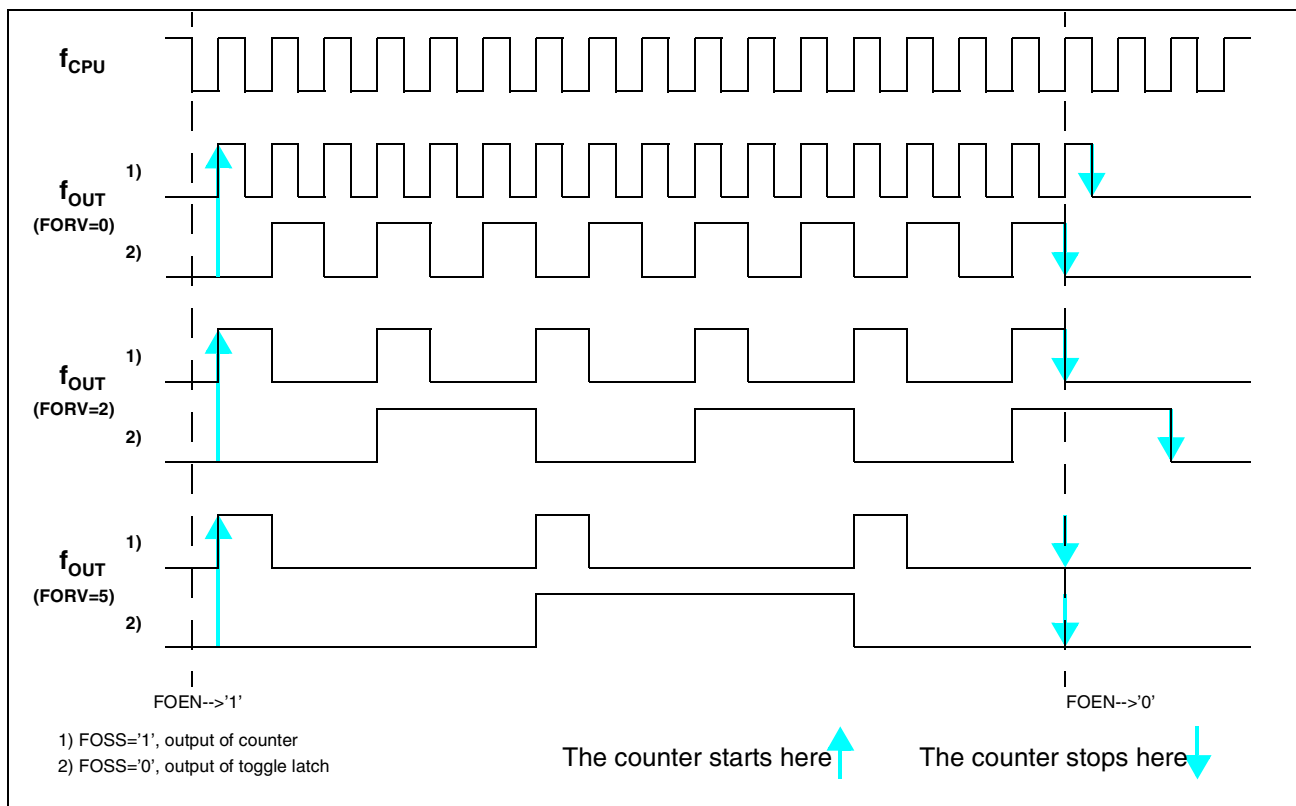 fCPU
1)
fOUT
(FORV=0)
2)
1)
fOUT
(FORV=2)
2)
1)
fOUT
(FORV=5)
2)
FOEN-->'1'
FOEN-->'0'
1) FOSS='1', output of counter
2) FOSS='0', output of toggle latch
The counter starts here
The counter stops here